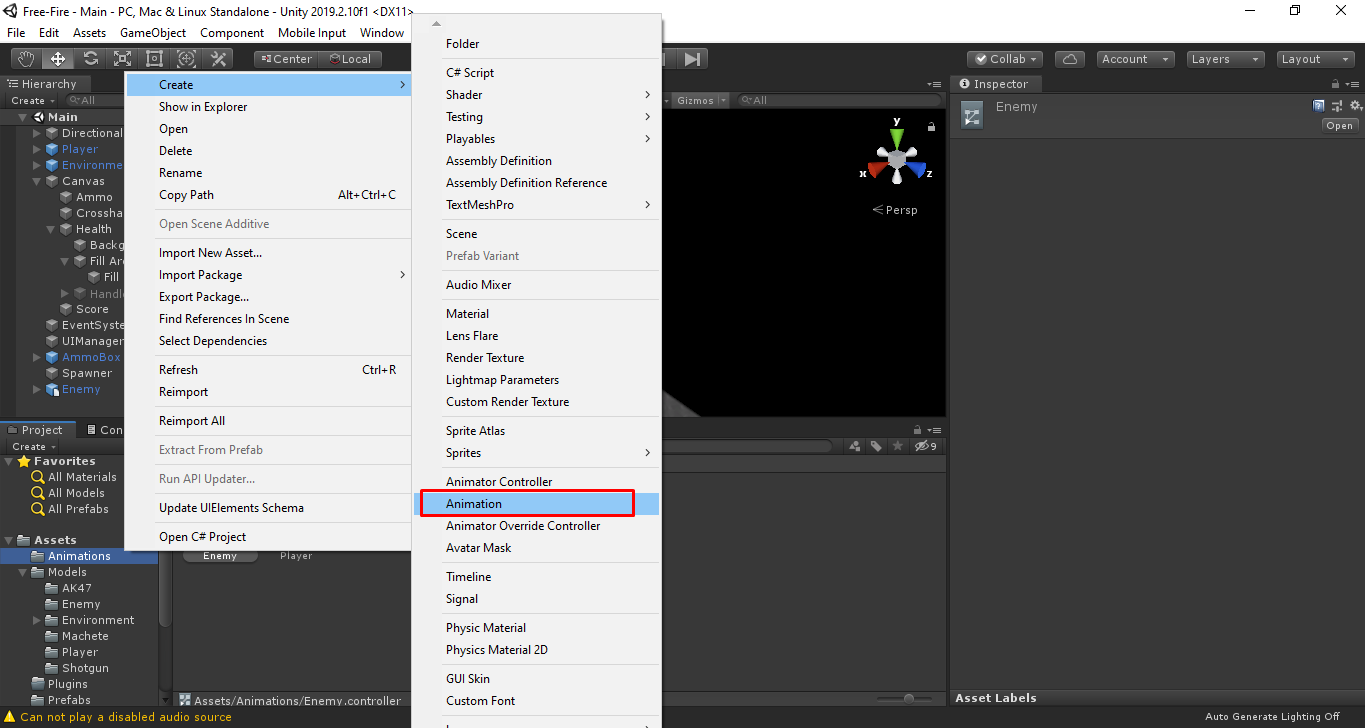 Free-Fire - Main - PC, Mac & Linux Standalone - Unity 2019.2.10f1 <DX11>
File Edit Assets GameObject Component Mobile Input Window
Center Local
Collab Account Layers Layout
Hierarchy
Create All
Main
Directional
Player
Environme
Canvas
Ammo
Crossha
Health
Backg
Fill Ar
Fill
Handl
Score
EventSyste
UIManager
AmmoBox
Spawner
Enemy
Create
Show in Explorer
Open
Delete
Rename
Copy Path Alt+Ctrl+C
Open Scene Additive
Import New Asset...
Import Package
Export Package...
Find References In Scene
Select Dependencies
Refresh Ctrl+R
Reimport
Reimport All
Extract From Prefab
Run API Updater...
Update UIElements Schema
Open C# Project
Folder
C# Script
Shader
Testing
Playables
Assembly Definition
Assembly Definition Reference
TextMeshPro
Scene
Prefab Variant
Audio Mixer
Material
Lens Flare
Render Texture
Lightmap Parameters
Custom Render Texture
Sprite Atlas
Sprites
Animator Controller
Animation
Animator Override Controller
Avatar Mask
Timeline
Signal
Physic Material
Physics Material 2D
GUI Skin
Custom Font
Gizmos All
y
x z
Persp
Inspector
Enemy
Open
Project Con
Create
9
Favorites
All Materials
All Models
All Prefabs
Assets
Animations
Models
AK47
Enemy
Environment
Machete
Player
Shotgun
Plugins
Prefabs
Enemy Player
Assets/Animations/Enemy.controller
Asset Labels
Can not play a disabled audio source
Auto Generate Lighting Off